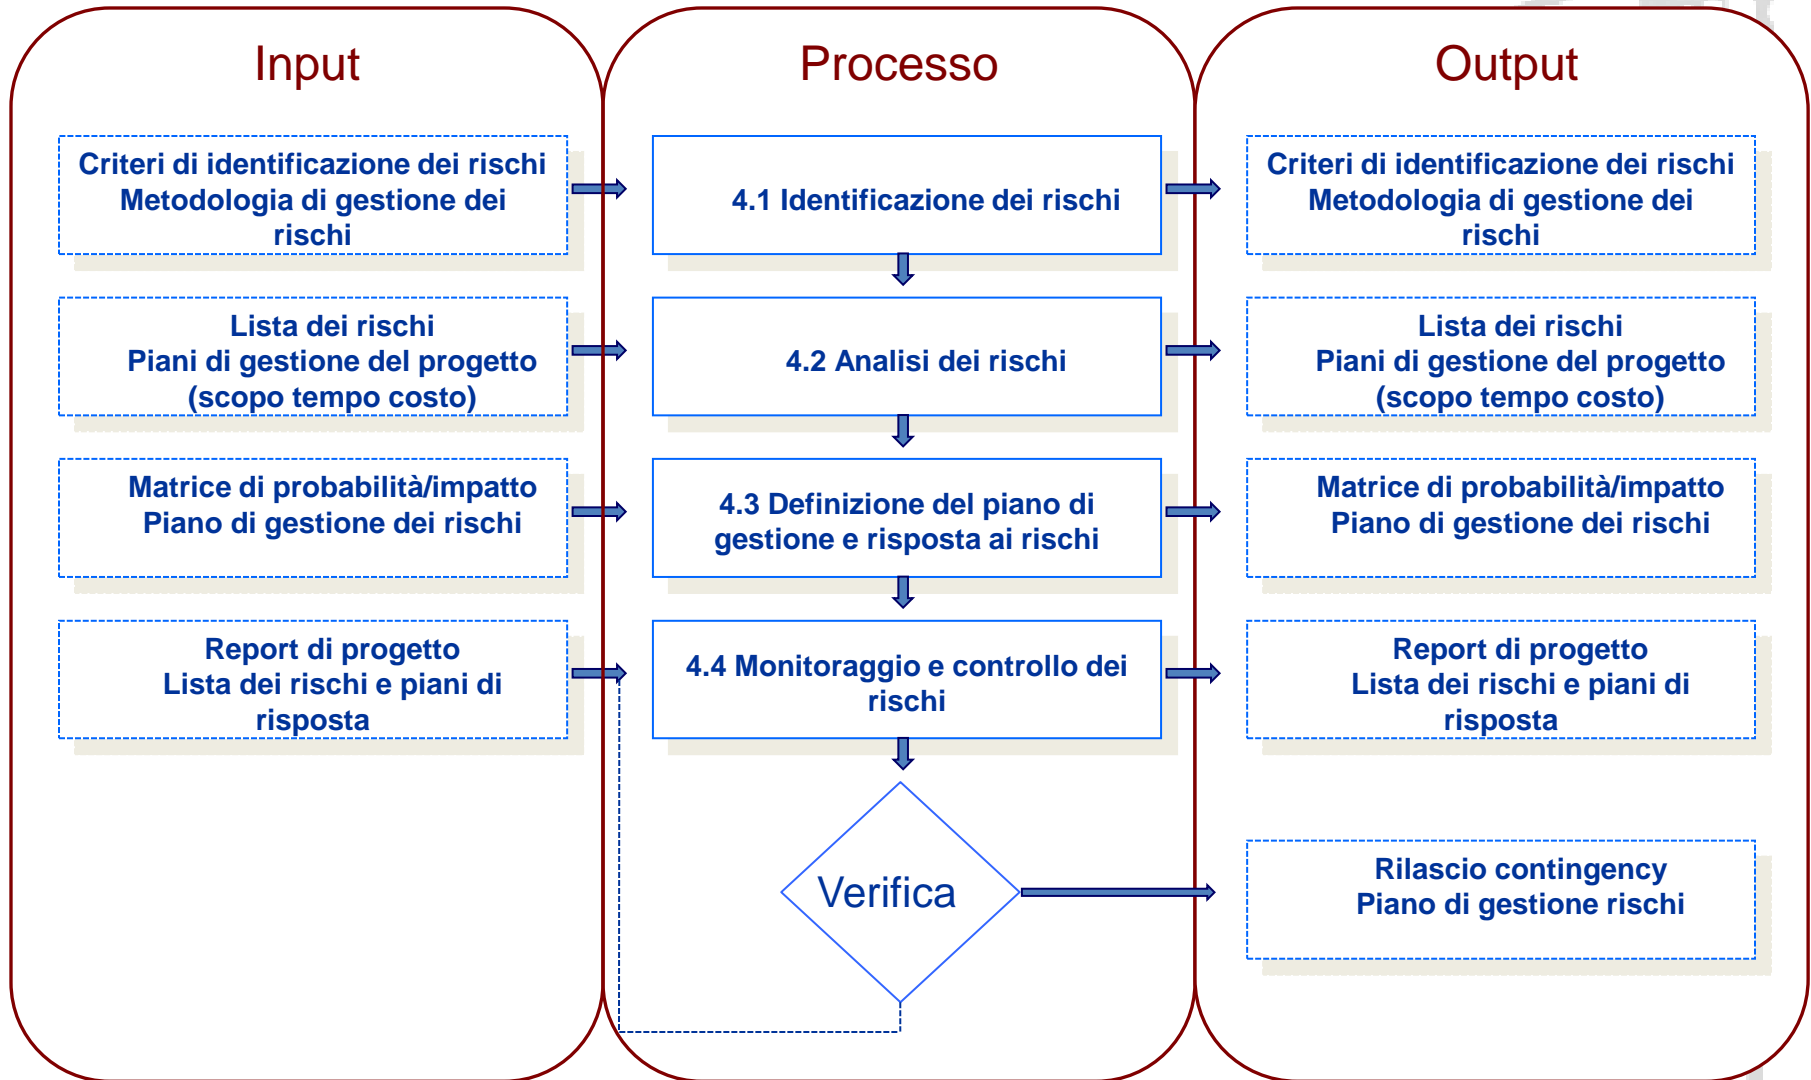 Input
Processo
Output
Criteri di identificazione dei rischi
Metodologia di gestione dei
rischi
4.1 Identificazione dei rischi
Criteri di identificazione dei rischi
Metodologia di gestione dei
rischi
Lista dei rischi
Piani di gestione del progetto
(scopo tempo costo)
4.2 Analisi dei rischi
Lista dei rischi
Piani di gestione del progetto
(scopo tempo costo)
Matrice di probabilità/impatto
Piano di gestione dei rischi
4.3 Definizione del piano di
gestione e risposta ai rischi
Matrice di probabilità/impatto
Piano di gestione dei rischi
Report di progetto
Lista dei rischi e piani di
risposta
4.4 Monitoraggio e controllo dei
rischi
Report di progetto
Lista dei rischi e piani di
risposta
Verifica
Rilascio contingency
Piano di gestione rischi